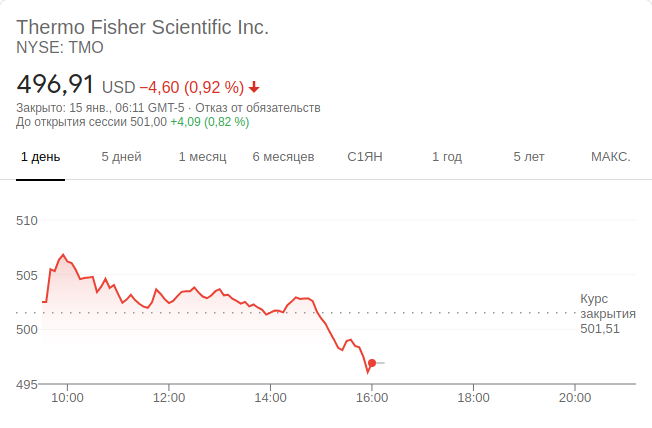 Thermo Fisher Scientific Inc.
NYSE: TMO
496,91 USD −4,60 (0,92 %)
Закрыто: 15 янв., 06:11 GMT-5 · Отказ от обязательств
До открытия сессии 501,00 +4,09 (0,82 %)
1 день 5 дней 1 месяц 6 месяцев С1ЯН 1 год 5 лет МАКС.
510
505
Курс
закрытия
501,51
500
495
10:00 12:00 14:00 16:00 18:00 20:00